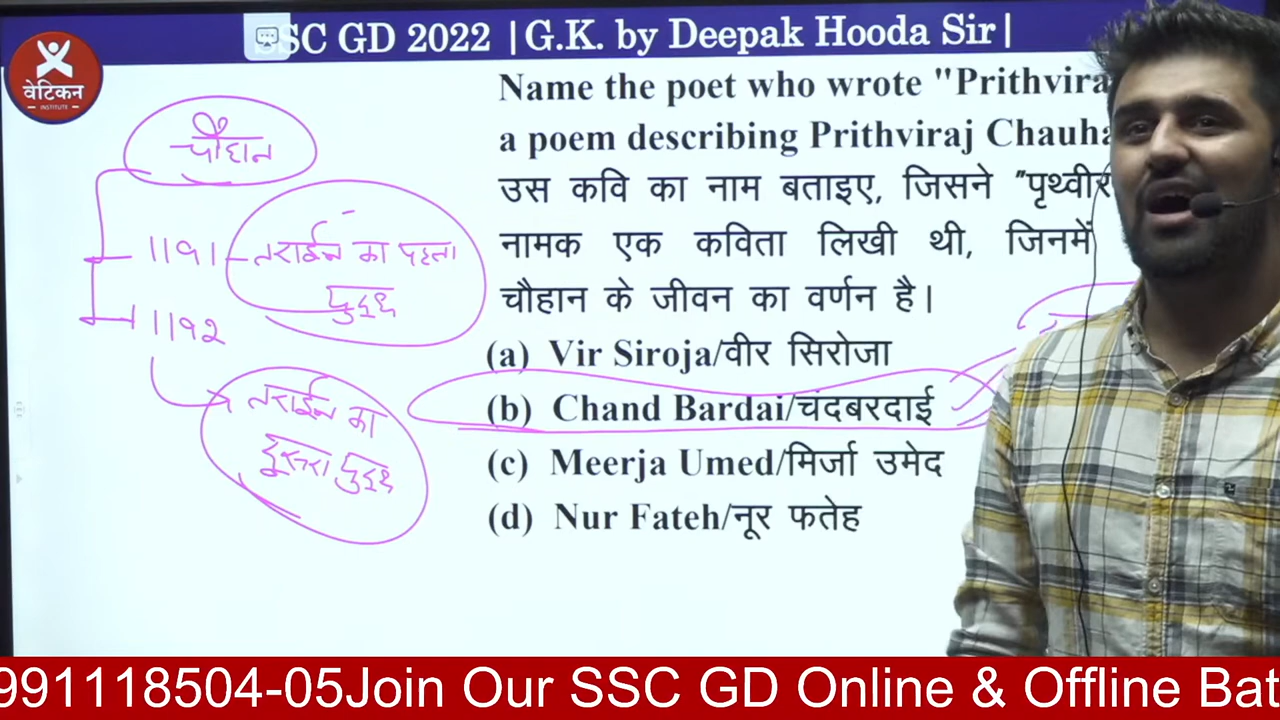 SSC GD 2022 | G.K. by Deepak Hooda Sir|
वेटिकन
INSTITUTE
Name the poet who wrote "Prithvira
a poem describing Prithviraj Chauha
उस कवि का नाम बताइए, जिसने "पृथ्वीर
नामक एक कविता लिखी थी, जिनमें
चौहान के जीवन का वर्णन है।
(a) Vir Siroja/वीर सिरोजा
(b) Chand Bardai/चंदबरदाई
(c) Meerja Umed/मिर्जा उमेद
(d) Nur Fateh/नूर फतेह
चौहान
1191 तराईन का पहला
युद्ध
1192
तराईन का
दूसरा युद्ध
991118504-05Join Our SSC GD Online & Offline Bat